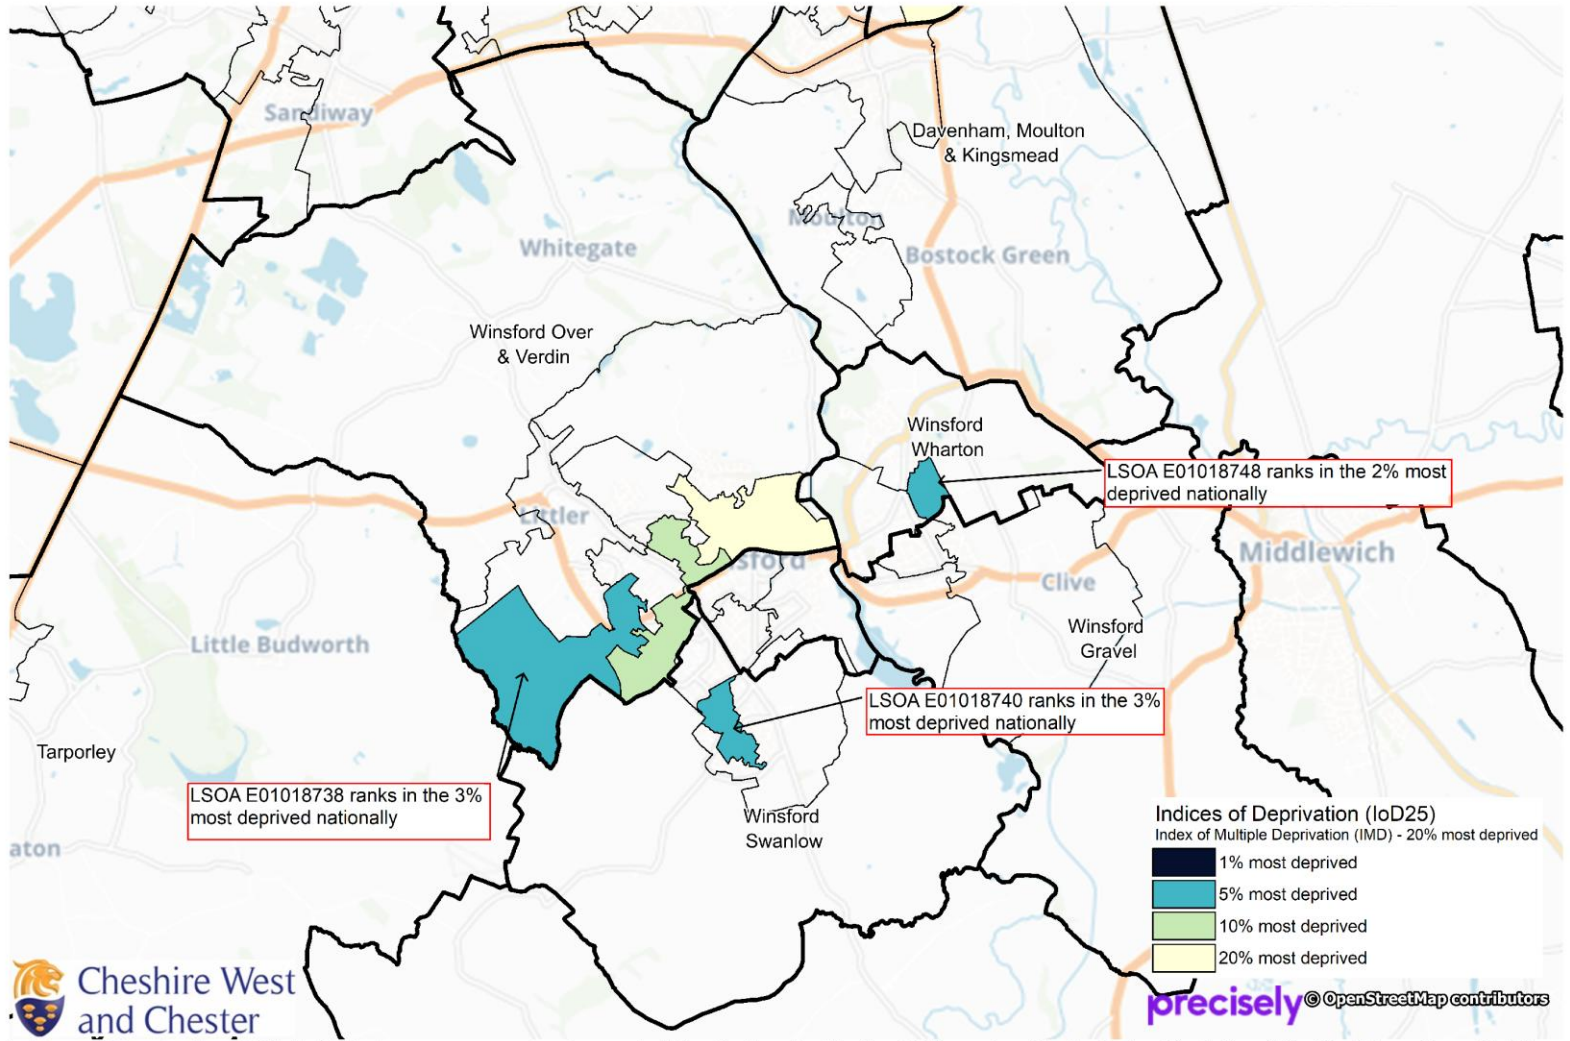 Sandiway
Davenham, Moulton
& Kingsmead
Moulton
Whitegate
Bostock Green
Winsford Over
& Verdin
Winsford
Wharton
LSOA E01018748 ranks in the 2% most
deprived nationally
Littler
sford
Middlewich
Clive
Winsford
Gravel
Little Budworth
LSOA E01018740 ranks in the 3%
most deprived nationally
Tarporley
LSOA E01018738 ranks in the 3%
most deprived nationally
Winsford
Swanlow
aton
Indices of Deprivation (IoD25)
Index of Multiple Deprivation (IMD) - 20% most deprived
1% most deprived
5% most deprived
10% most deprived
20% most deprived
Cheshire West
and Chester
precisely © OpenStreetMap contributors